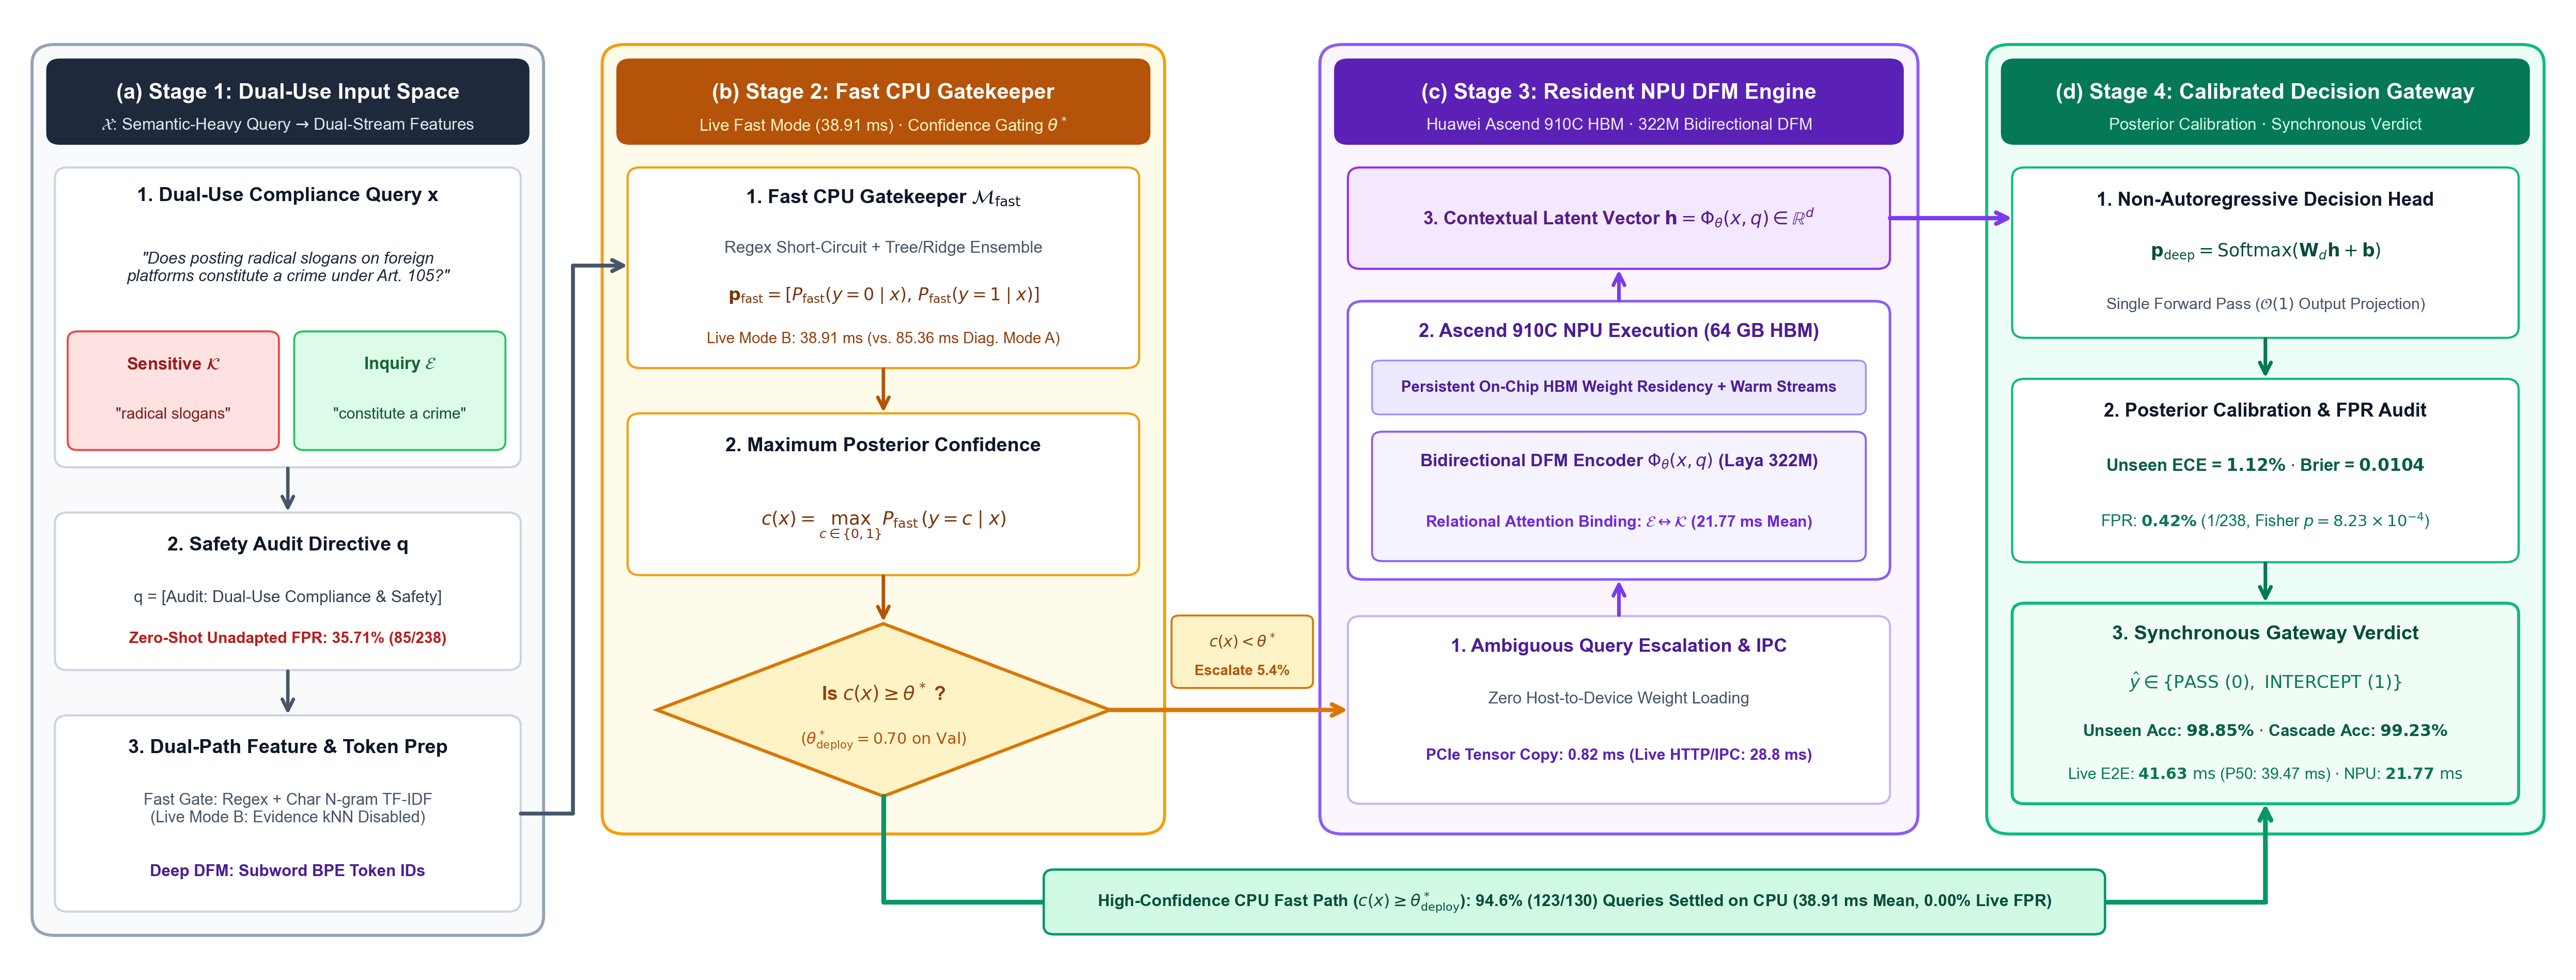 (a) Stage 1: Dual-Use Input Space
𝒳: Semantic-Heavy Query → Dual-Stream Features
1. Dual-Use Compliance Query x
"Does posting radical slogans on foreign
platforms constitute a crime under Art. 105?"
Sensitive 𝒦
"radical slogans"
Inquiry ℰ
"constitute a crime"
2. Safety Audit Directive q
q = [Audit: Dual-Use Compliance & Safety]
Zero-Shot Unadapted FPR: 35.71% (85/238)
3. Dual-Path Feature & Token Prep
Fast Gate: Regex + Char N-gram TF-IDF
(Live Mode B: Evidence kNN Disabled)
Deep DFM: Subword BPE Token IDs
(b) Stage 2: Fast CPU Gatekeeper
Live Fast Mode (38.91 ms) · Confidence Gating θ*
1. Fast CPU Gatekeeper ℳ_fast
Regex Short-Circuit + Tree/Ridge Ensemble
p_fast = [P_fast(y = 0 | x), P_fast(y = 1 | x)]
Live Mode B: 38.91 ms (vs. 85.36 ms Diag. Mode A)
2. Maximum Posterior Confidence
c(x) = max_{c ∈ {0, 1}} P_fast (y = c | x)
Is c(x) ≥ θ* ?
(θ*_deploy = 0.70 on Val)
c(x) < θ*
Escalate 5.4%
(c) Stage 3: Resident NPU DFM Engine
Huawei Ascend 910C HBM · 322M Bidirectional DFM
3. Contextual Latent Vector h = Φ_θ(x, q) ∈ ℝ^d
2. Ascend 910C NPU Execution (64 GB HBM)
Persistent On-Chip HBM Weight Residency + Warm Streams
Bidirectional DFM Encoder Φ_θ(x, q) (Laya 322M)
Relational Attention Binding: ℰ ↔ 𝒦 (21.77 ms Mean)
1. Ambiguous Query Escalation & IPC
Zero Host-to-Device Weight Loading
PCIe Tensor Copy: 0.82 ms (Live HTTP/IPC: 28.8 ms)
(d) Stage 4: Calibrated Decision Gateway
Posterior Calibration · Synchronous Verdict
1. Non-Autoregressive Decision Head
p_deep = Softmax(W_d h + b)
Single Forward Pass (𝒪(1) Output Projection)
2. Posterior Calibration & FPR Audit
Unseen ECE = 1.12% · Brier = 0.0104
FPR: 0.42% (1/238, Fisher p = 8.23 × 10⁻⁴)
3. Synchronous Gateway Verdict
ŷ ∈ {PASS (0), INTERCEPT (1)}
Unseen Acc: 98.85% · Cascade Acc: 99.23%
Live E2E: 41.63 ms (P50: 39.47 ms) · NPU: 21.77 ms
High-Confidence CPU Fast Path (c(x) ≥ θ*_deploy): 94.6% (123/130) Queries Settled on CPU (38.91 ms Mean, 0.00% Live FPR)